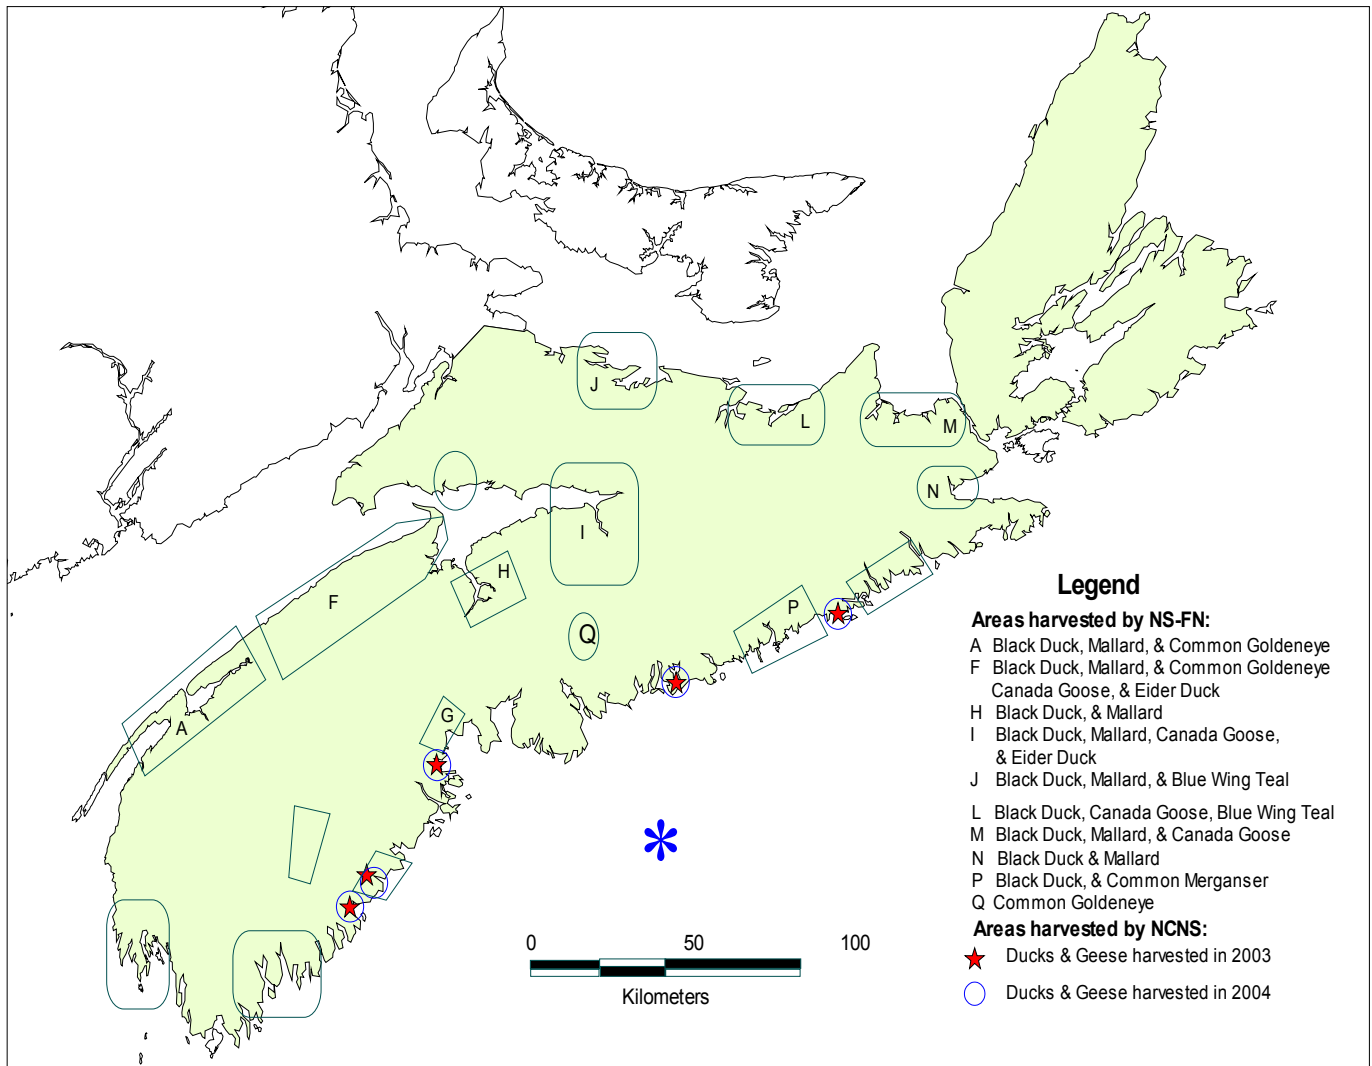 J
L
M
N
I
H
F
P
Q
G
A
*
0 50 100
Kilometers
Legend
Areas harvested by NS-FN:
A Black Duck, Mallard, & Common Goldeneye
F Black Duck, Mallard, & Common Goldeneye
Canada Goose, & Eider Duck
H Black Duck, & Mallard
I Black Duck, Mallard, Canada Goose,
& Eider Duck
J Black Duck, Mallard, & Blue Wing Teal
L Black Duck, Canada Goose, Blue Wing Teal
M Black Duck, Mallard, & Canada Goose
N Black Duck & Mallard
P Black Duck, & Common Merganser
Q Common Goldeneye
Areas harvested by NCNS:
Ducks & Geese harvested in 2003
Ducks & Geese harvested in 2004